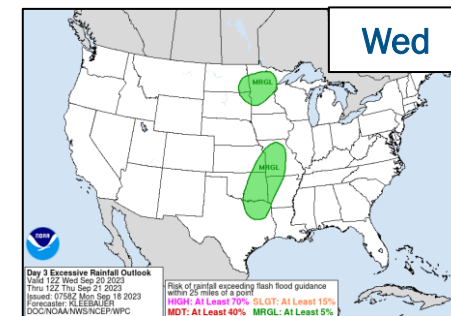 Wed
MRGL
MRGL
NOAA
Day 3 Excessive Rainfall Outlook
Valid 12Z Wed Sep 20 2023
Thru 12Z Thu Sep 21 2023
Issued: 0758Z Mon Sep 18 2023
Forecaster: KLEEBAUER
DOC/NOAA/NWS/NCEP/WPC
Risk of rainfall exceeding flash flood guidance
within 25 miles of a point
HIGH: At Least 70% SLGT: At Least 15%
MDT: At Least 40% MRGL: At Least 5%